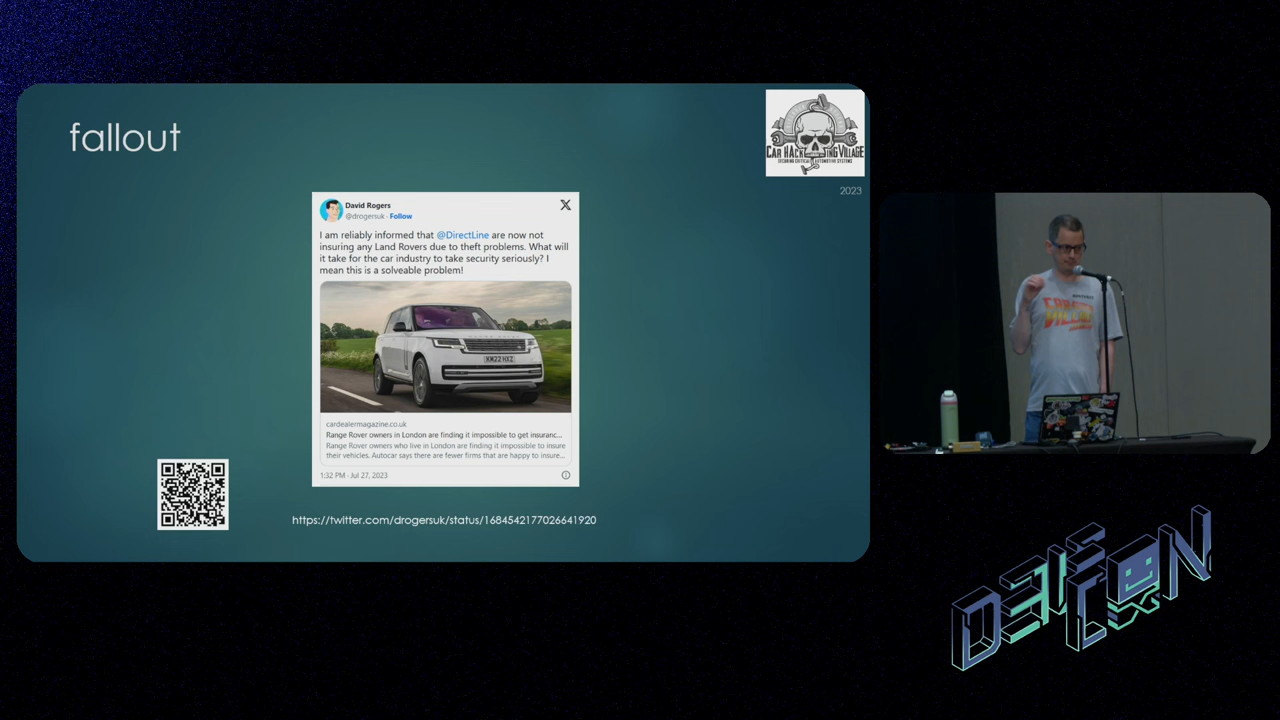 fallout
CAR HACKING VILLAGE
2023
David Rogers
@drogersuk · Follow
X
I am reliably informed that @DirectLine are now not
insuring any Land Rovers due to theft problems. What will
it take for the car industry to take security seriously? I
mean this is a solveable problem!
KM22 HXZ
cardealermagazine.co.uk
Range Rover owners in London are finding it impossible to get insuranc...
Range Rover owners who live in London are finding it impossible to insure
their vehicles. Autocar says there are fewer firms that are happy to insure...
1:32 PM · Jul 27, 2023
https://twitter.com/drogersuk/status/1684542177026641920
DEF CON